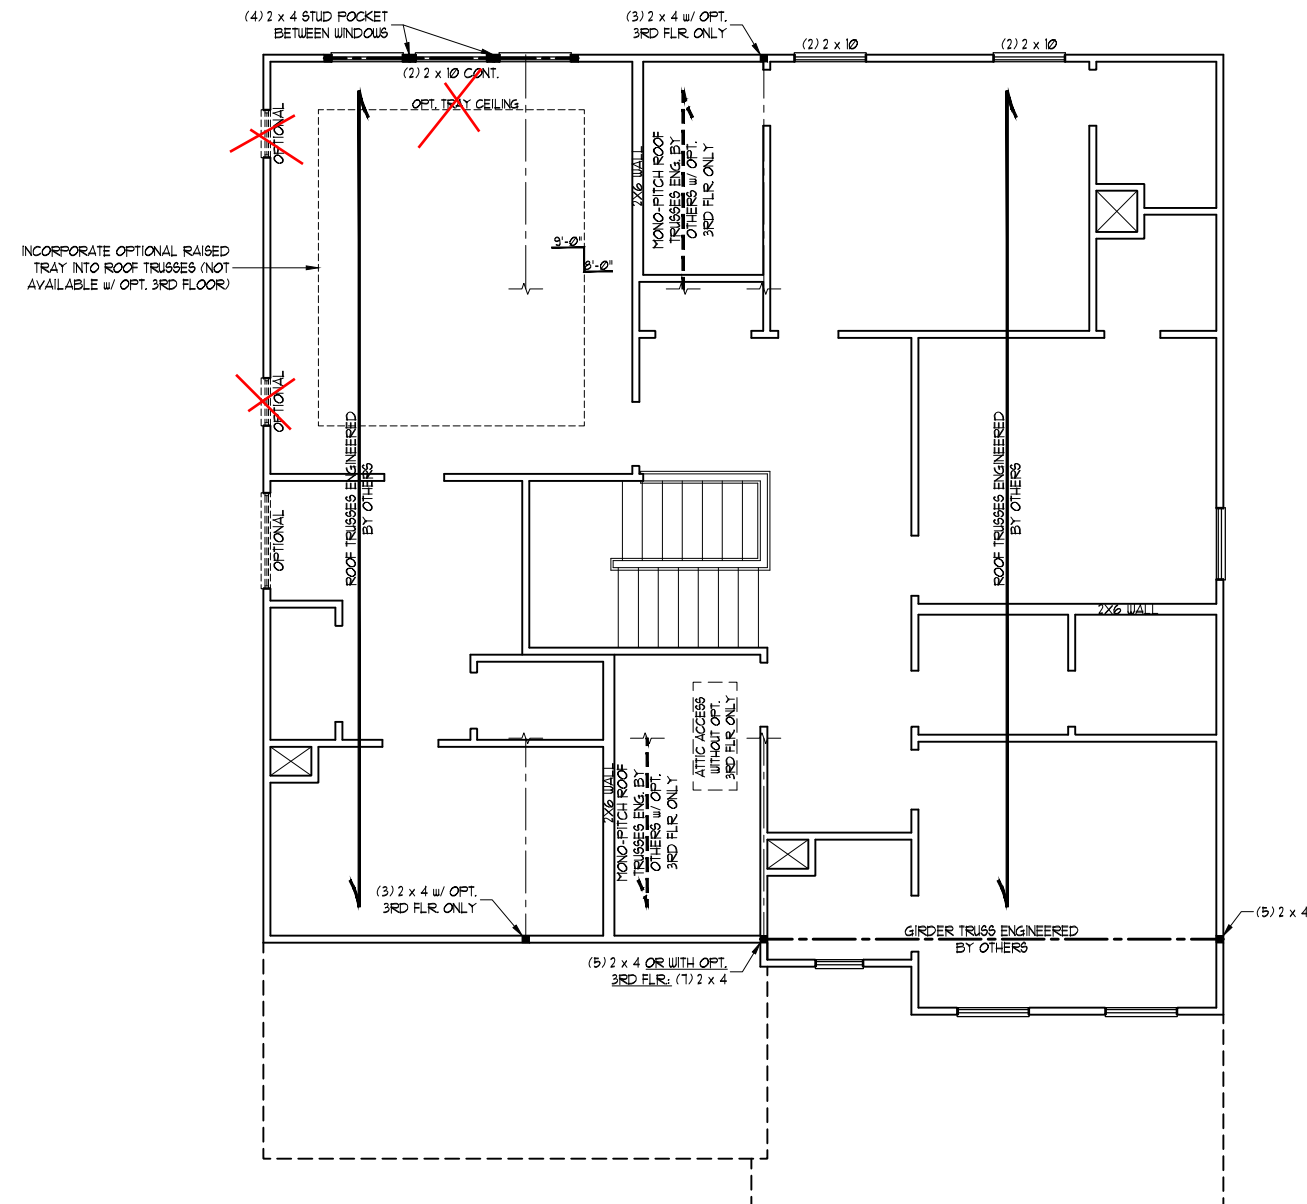 (4) 2 x 4 STUD POCKET
BETWEEN WINDOWS
(3) 2 x 4 w/ OPT.
3RD FLR. ONLY
(2) 2 x 10
(2) 2 x 10
(2) 2 x 10 CONT.
OPT. TRAY CEILING
OPTIONAL
2X6 WALL
MONO-PITCH ROOF
TRUSSES ENG. BY
OTHERS w/ OPT.
3RD FLR. ONLY
INCORPORATE OPTIONAL RAISED
TRAY INTO ROOF TRUSSES (NOT
AVAILABLE w/ OPT. 3RD FLOOR)
9'-0"
8'-0"
OPTIONAL
ROOF TRUSSES ENGINEERED
BY OTHERS
ROOF TRUSSES ENGINEERED
BY OTHERS
OPTIONAL
2X6 WALL
ATTIC ACCESS
WITHOUT OPT.
3RD FLR. ONLY
2X6 WALL
MONO-PITCH ROOF
TRUSSES ENG. BY
OTHERS w/ OPT.
3RD FLR. ONLY
(3) 2 x 4 w/ OPT.
3RD FLR. ONLY
(5) 2 x 4
GIRDER TRUSS ENGINEERED
BY OTHERS
(5) 2 x 4 OR WITH OPT.
3RD FLR.: (7) 2 x 4